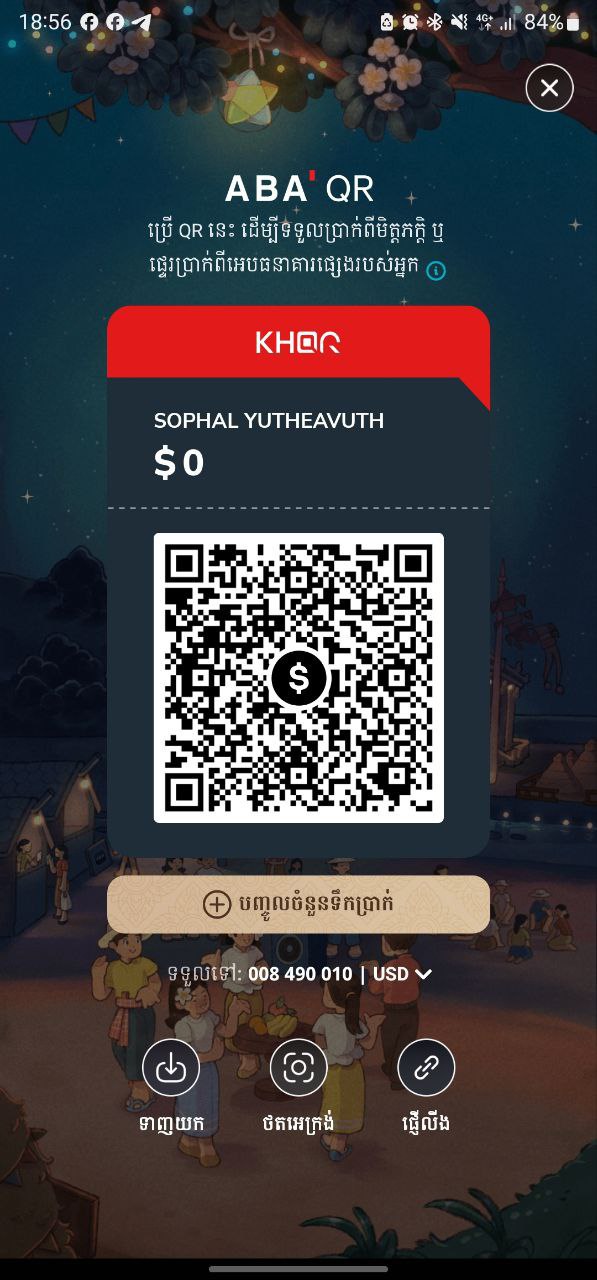 18:56
4G+
84%
ABA' QR
ប្រើ QR នេះ ដើម្បីទទួលប្រាក់ពីមិត្តភក្តិ ឬ
ផ្ទេរប្រាក់ពីអេបធនាគារផ្សេងរបស់អ្នក
KHQR
SOPHAL YUTHEAVUTH
$ 0
$
បញ្ចូលចំនួនទឹកប្រាក់
ទទួលទៅ: 008 490 010 | USD
ទាញយក
ថតអេក្រង់
ផ្ញើលីង